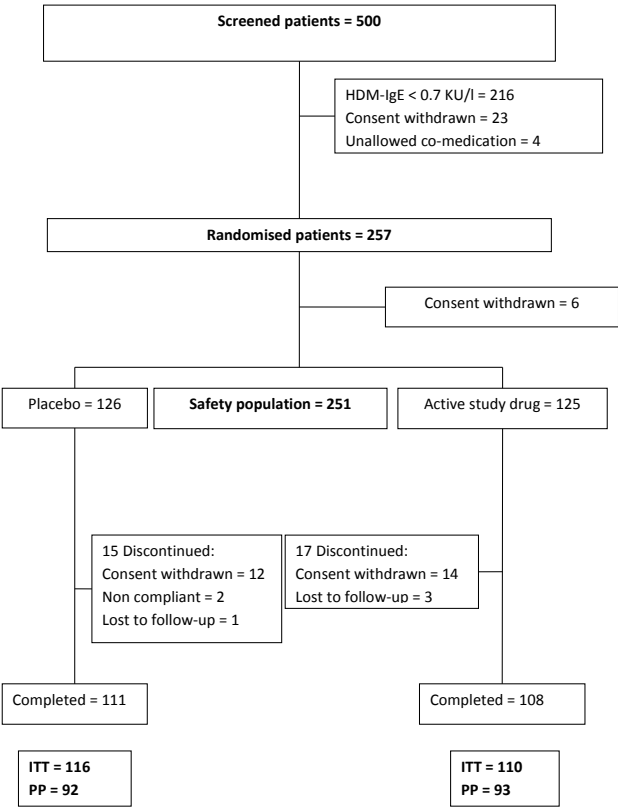 Screened patients = 500
HDM-IgE < 0.7 KU/l = 216
Consent withdrawn = 23
Unallowed co-medication = 4
Randomised patients = 257
Consent withdrawn = 6
Placebo = 126
Safety population = 251
Active study drug = 125
15 Discontinued:
Consent withdrawn = 12
Non compliant = 2
Lost to follow-up = 1
17 Discontinued:
Consent withdrawn = 14
Lost to follow-up = 3
Completed = 111
Completed = 108
ITT = 116
PP = 92
ITT = 110
PP = 93